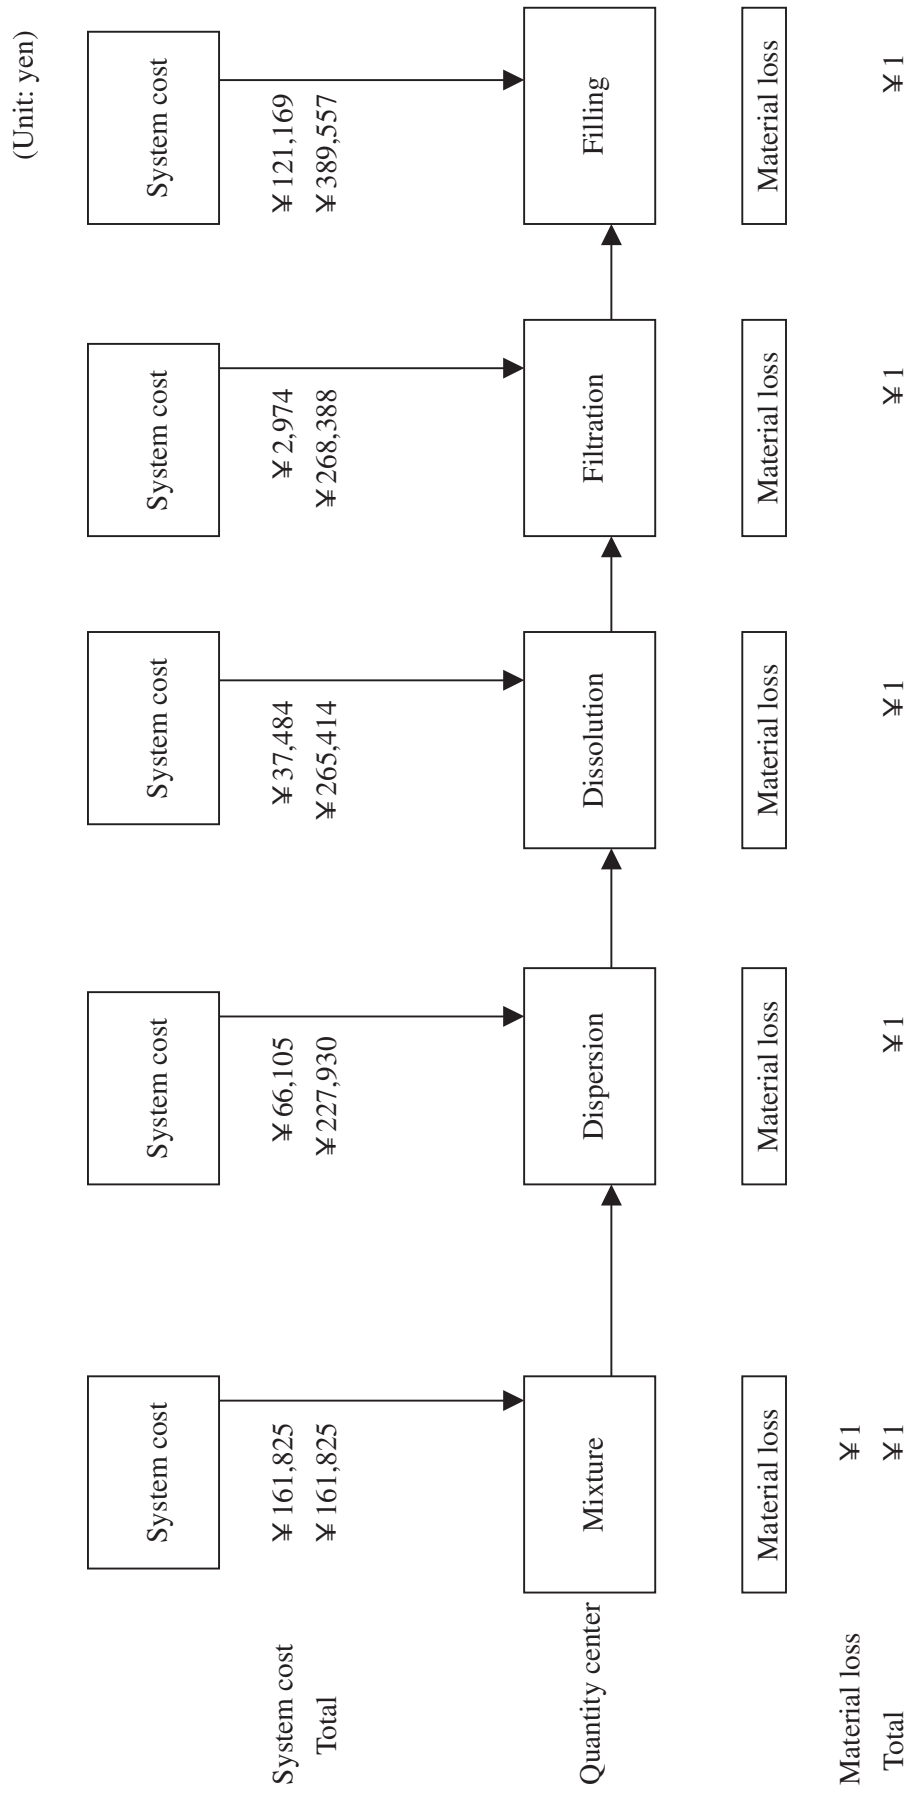 (Unit: yen)
System cost System cost System cost System cost System cost
System cost ¥161,825 ¥66,105 ¥37,484 ¥2,974 ¥121,169
Total ¥161,825 ¥227,930 ¥265,414 ¥268,388 ¥389,557
Quantity center Mixture Dispersion Dissolution Filtration Filling
Material loss Material loss Material loss Material loss Material loss
Material loss ¥1
Total ¥1 ¥1 ¥1 ¥1 ¥1